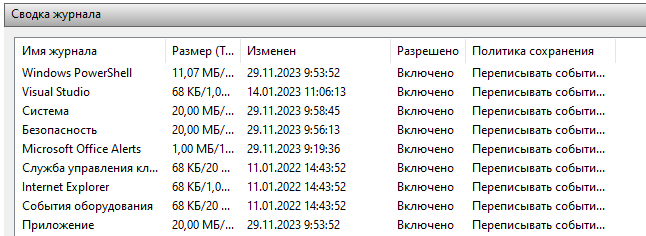 Сводка журнала
Имя журнала Размер (Т... Изменен Разрешено Политика сохранения
Windows PowerShell 11,07 МБ/... 29.11.2023 9:53:52 Включено Переписывать событи...
Visual Studio 68 КБ/1,0... 14.01.2023 11:06:13 Включено Переписывать событи...
Система 20,00 МБ/... 29.11.2023 9:58:45 Включено Переписывать событи...
Безопасность 20,00 МБ/... 29.11.2023 9:56:13 Включено Переписывать событи...
Microsoft Office Alerts 1,00 МБ/1... 29.11.2023 9:19:36 Включено Переписывать событи...
Служба управления кл... 68 КБ/20 ... 11.01.2022 14:43:52 Включено Переписывать событи...
Internet Explorer 68 КБ/1,0... 11.01.2022 14:43:52 Включено Переписывать событи...
События оборудования 68 КБ/20 ... 11.01.2022 14:43:52 Включено Переписывать событи...
Приложение 20,00 МБ/... 29.11.2023 9:53:52 Включено Переписывать событи...